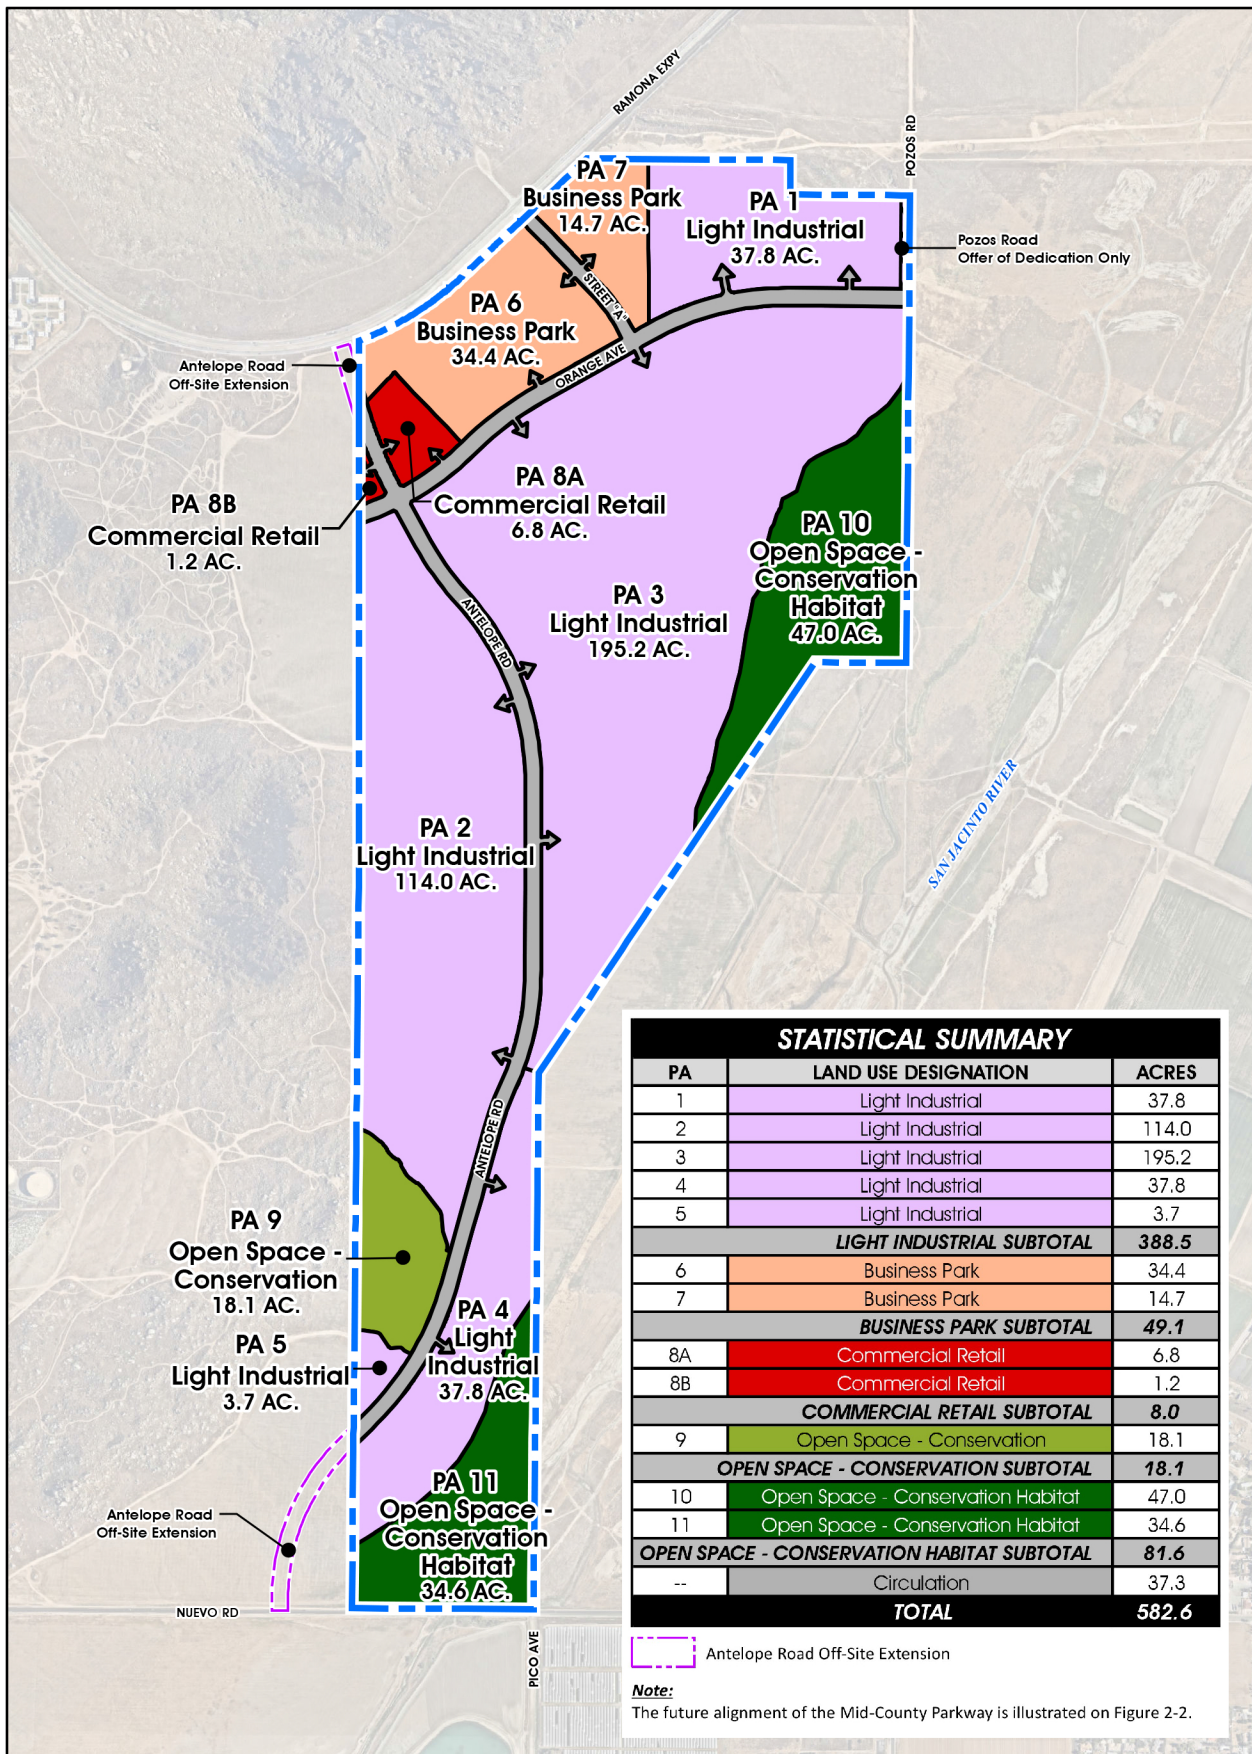 RAMONA EXPY
POZOS RD
PA 7
Business Park
14.7 AC.
PA 1
Light Industrial
37.8 AC.
Pozos Road
Offer of Dedication Only
STREET "A"
PA 6
Business Park
34.4 AC.
ORANGE AVE
Antelope Road
Off-Site Extension
PA 8A
Commercial Retail
6.8 AC.
PA 8B
Commercial Retail
1.2 AC.
PA 10
Open Space -
Conservation
Habitat
47.0 AC.
PA 3
Light Industrial
195.2 AC.
ANTELOPE RD
SAN JACINTO RIVER
PA 2
Light Industrial
114.0 AC.
ANTELOPE RD
PA 9
Open Space -
Conservation
18.1 AC.
PA 5
Light Industrial
3.7 AC.
PA 4
Light
Industrial
37.8 AC.
PA 11
Open Space -
Conservation
Habitat
34.6 AC.
Antelope Road
Off-Site Extension
NUEVO RD
PICO AVE
STATISTICAL SUMMARY
PA LAND USE DESIGNATION ACRES
1 Light Industrial 37.8
2 Light Industrial 114.0
3 Light Industrial 195.2
4 Light Industrial 37.8
5 Light Industrial 3.7
LIGHT INDUSTRIAL SUBTOTAL 388.5
6 Business Park 34.4
7 Business Park 14.7
BUSINESS PARK SUBTOTAL 49.1
8A Commercial Retail 6.8
8B Commercial Retail 1.2
COMMERCIAL RETAIL SUBTOTAL 8.0
9 Open Space - Conservation 18.1
OPEN SPACE - CONSERVATION SUBTOTAL 18.1
10 Open Space - Conservation Habitat 47.0
11 Open Space - Conservation Habitat 34.6
OPEN SPACE - CONSERVATION HABITAT SUBTOTAL 81.6
-- Circulation 37.3
TOTAL 582.6
Antelope Road Off-Site Extension
Note:
The future alignment of the Mid-County Parkway is illustrated on Figure 2-2.